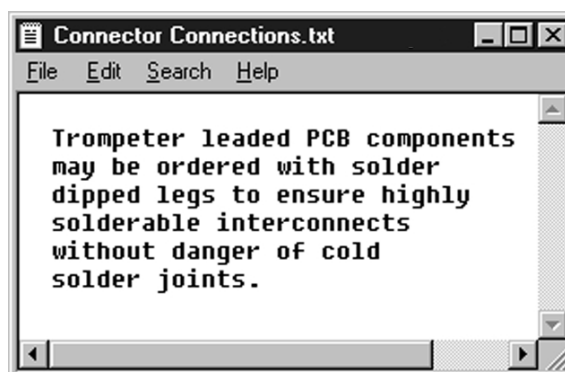 Connector Connections.txt
File Edit Search Help
Trompeter leaded PCB components
may be ordered with solder
dipped legs to ensure highly
solderable interconnects
without danger of cold
solder joints.